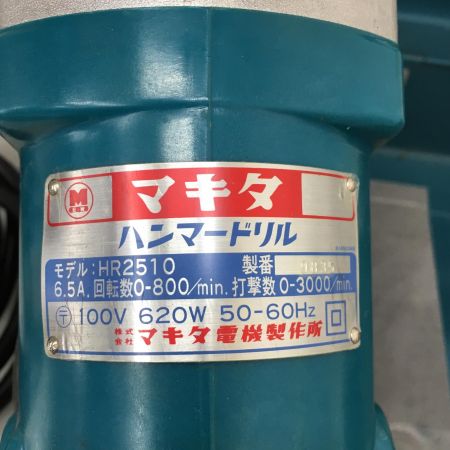 M
マキタ
ハンマードリル
モデル:HR2510 製番
6.5A. 回転数0-800/min. 打撃数0-3000/min.
〒 100V 620W 50-60Hz
株式会社 マキタ電機製作所